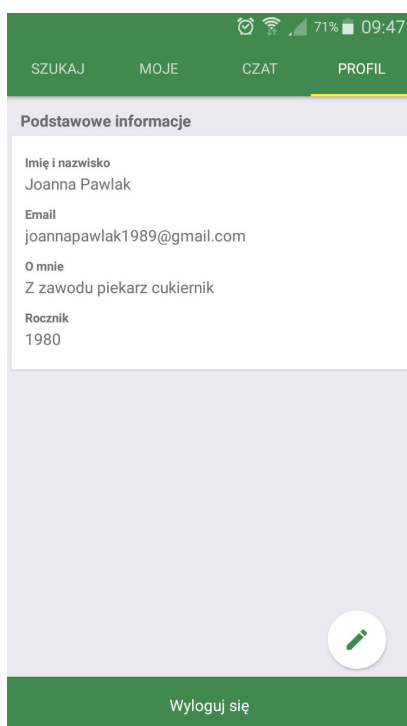 71% 09:47
SZUKAJ MOJE CZAT PROFIL
Podstawowe informacje
Imię i nazwisko
Joanna Pawlak
Email
joannapawlak1989@gmail.com
O mnie
Z zawodu piekarz cukiernik
Rocznik
1980
Wyloguj się